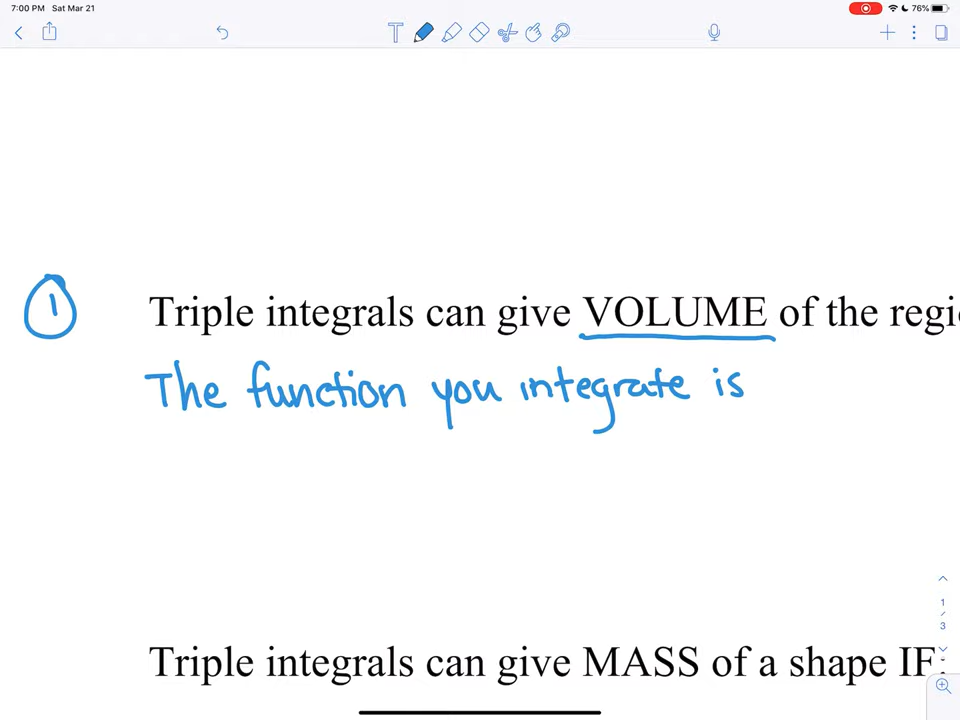 7:00 PM Sat Mar 21
76%
T
1 Triple integrals can give VOLUME of the regi
The function you integrate is
1
/
3
Triple integrals can give MASS of a shape IF: